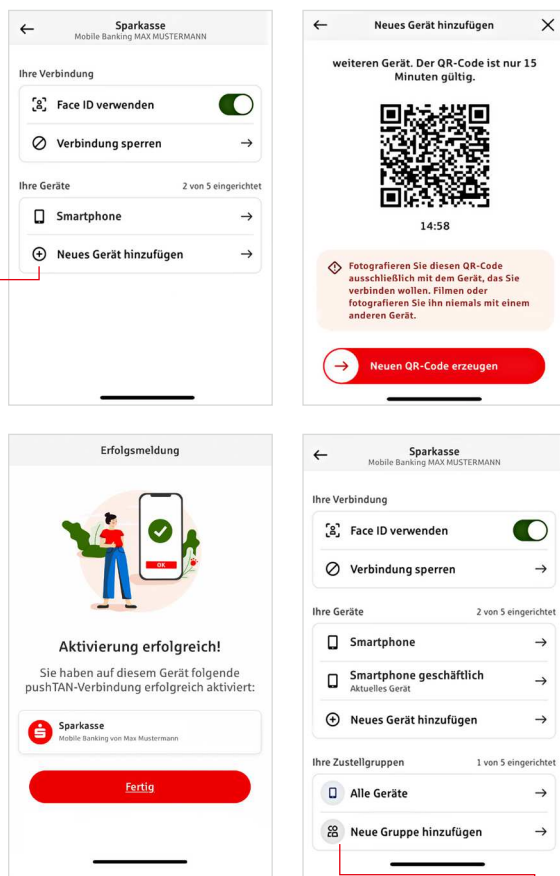 Sparkasse
Mobile Banking MAX MUSTERMANN
Ihre Verbindung
Face ID verwenden
Verbindung sperren
Ihre Geräte 2 von 5 eingerichtet
Smartphone
Neues Gerät hinzufügen
Neues Gerät hinzufügen
weiteren Gerät. Der QR-Code ist nur 15
Minuten gültig.
14:58
Fotografieren Sie diesen QR-Code
ausschließlich mit dem Gerät, das Sie
verbinden wollen. Filmen oder
fotografieren Sie ihn niemals mit einem
anderen Gerät.
Neuen QR-Code erzeugen
Erfolgsmeldung
OK
Aktivierung erfolgreich!
Sie haben auf diesem Gerät folgende
pushTAN-Verbindung erfolgreich aktiviert:
Sparkasse
Mobile Banking von Max Mustermann
Fertig
Sparkasse
Mobile Banking MAX MUSTERMANN
Ihre Verbindung
Face ID verwenden
Verbindung sperren
Ihre Geräte 2 von 5 eingerichtet
Smartphone
Smartphone geschäftlich
Aktuelles Gerät
Neues Gerät hinzufügen
Ihre Zustellgruppen 1 von 5 eingerichtet
Alle Geräte
Neue Gruppe hinzufügen